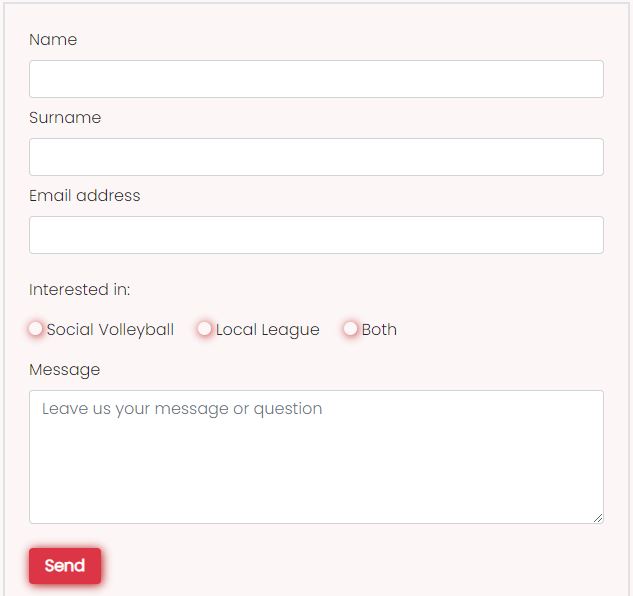 Name
Surname
Email address
Interested in:
Social Volleyball Local League Both
Message
Leave us your message or question
Send